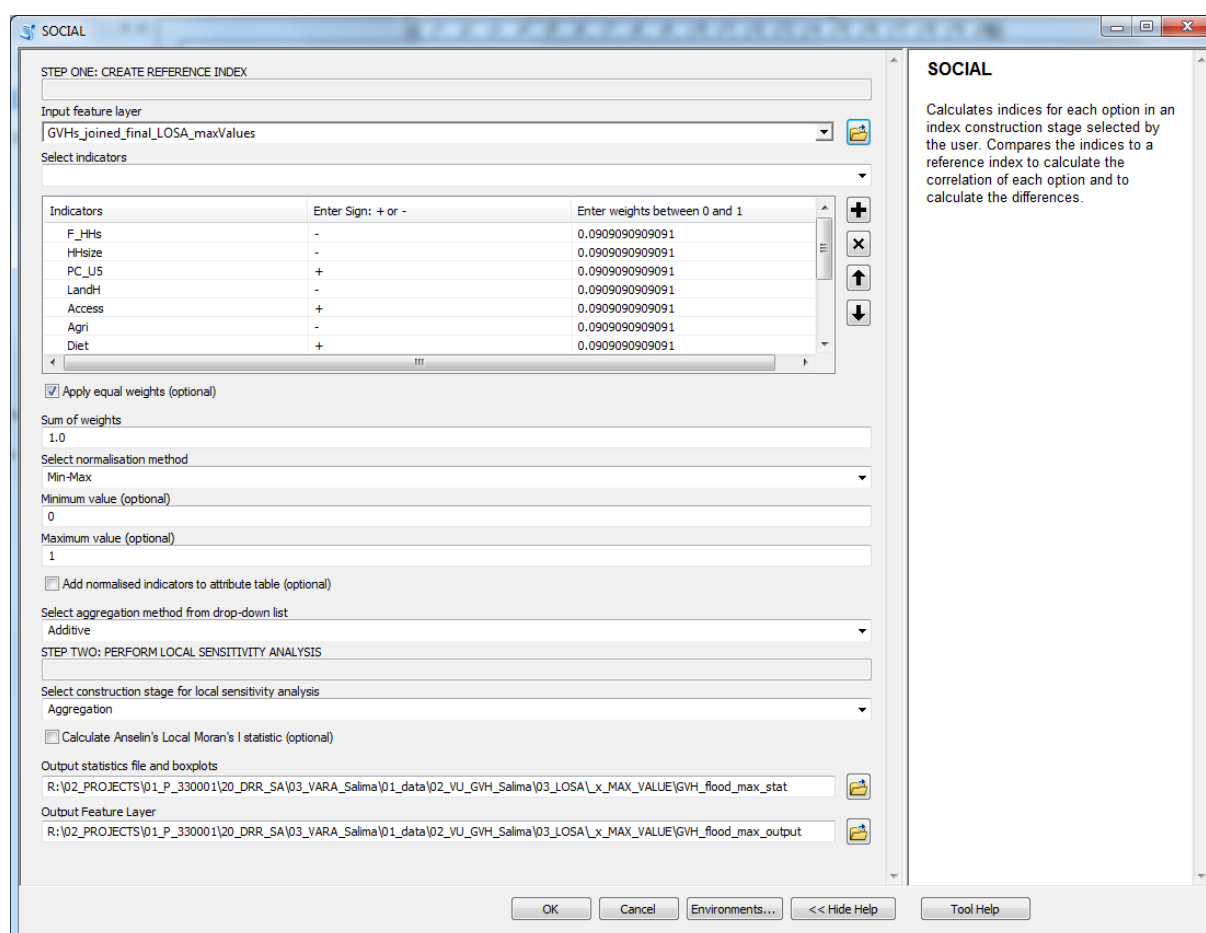 SOCIAL
STEP ONE: CREATE REFERENCE INDEX
Input feature layer
GVHs_joined_final_LOSA_maxValues
Select indicators
Indicators Enter Sign: + or - Enter weights between 0 and 1
F_HHs - 0.0909090909091
HHsize - 0.0909090909091
PC_U5 + 0.0909090909091
LandH - 0.0909090909091
Access + 0.0909090909091
Agri - 0.0909090909091
Diet + 0.0909090909091
Apply equal weights (optional)
Sum of weights
1.0
Select normalisation method
Min-Max
Minimum value (optional)
0
Maximum value (optional)
1
Add normalised indicators to attribute table (optional)
Select aggregation method from drop-down list
Additive
STEP TWO: PERFORM LOCAL SENSITIVITY ANALYSIS
Select construction stage for local sensitivity analysis
Aggregation
Calculate Anselin's Local Moran's I statistic (optional)
Output statistics file and boxplots
R:\02_PROJECTS\01_P_330001\20_DRR_SA\03_VARA_Salima\01_data\02_VU_GVH_Salima\03_LOSA\_x_MAX_VALUE\GVH_flood_max_stat
Output Feature Layer
R:\02_PROJECTS\01_P_330001\20_DRR_SA\03_VARA_Salima\01_data\02_VU_GVH_Salima\03_LOSA\_x_MAX_VALUE\GVH_flood_max_output
SOCIAL
Calculates indices for each option in an
index construction stage selected by
the user. Compares the indices to a
reference index to calculate the
correlation of each option and to
calculate the differences.
OK Cancel Environments... << Hide Help Tool Help